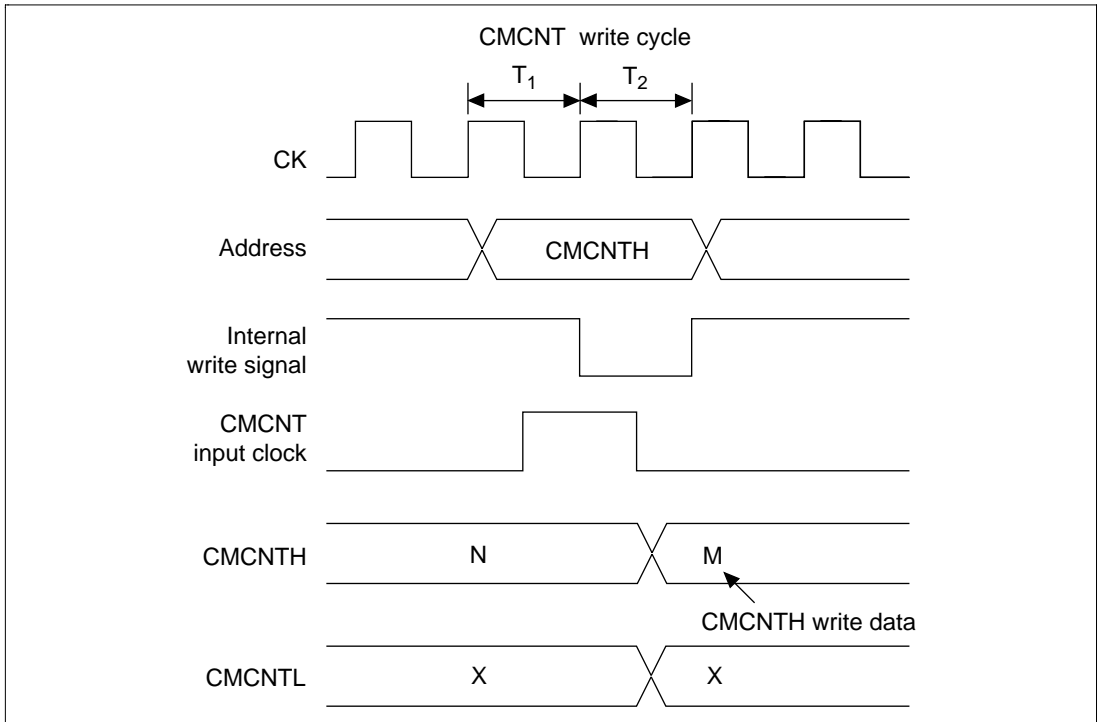 CMCNT write cycle
T1 T2
CK
Address CMCNTH
Internal
write signal
CMCNT
input clock
CMCNTH N M
CMCNTH write data
CMCNTL X X